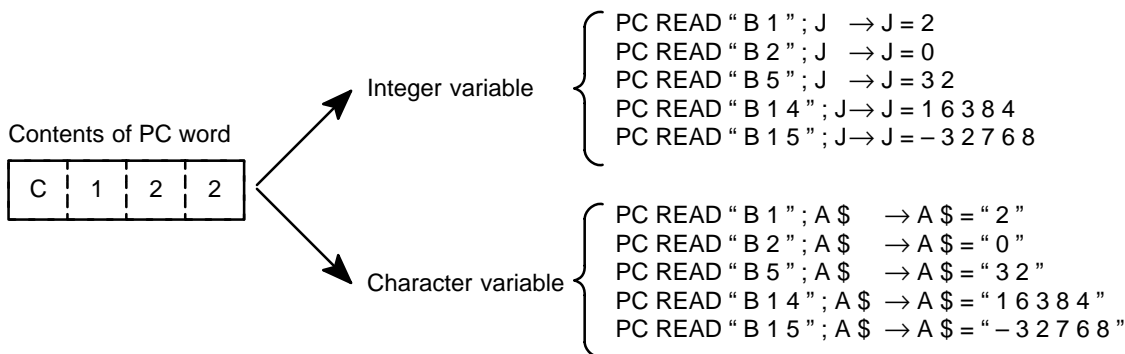 PC READ “ B 1 ” ; J → J = 2
PC READ “ B 2 ” ; J → J = 0
PC READ “ B 5 ” ; J → J = 3 2
PC READ “ B 1 4 ” ; J → J = 1 6 3 8 4
PC READ “ B 1 5 ” ; J → J = – 3 2 7 6 8
Integer variable
Contents of PC word
C 1 2 2
Character variable
PC READ “ B 1 ” ; A $ → A $ = “ 2 ”
PC READ “ B 2 ” ; A $ → A $ = “ 0 ”
PC READ “ B 5 ” ; A $ → A $ = “ 3 2 ”
PC READ “ B 1 4 ” ; A $ → A $ = “ 1 6 3 8 4 ”
PC READ “ B 1 5 ” ; A $ → A $ = “ – 3 2 7 6 8 ”